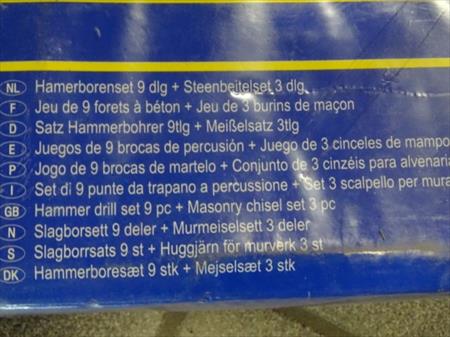 NL Hamerborenset 9 dlg + Steenbeitelset 3 dlg
F Jeu de 9 forets à béton + Jeu de 3 burins de maçon
D Satz Hammerbohrer 9tlg + Meißelsatz 3tlg
E Juegos de 9 brocas de percusión + Juego de 3 cinceles de mampo
P Jogo de 9 brocas de martelo + Conjunto de 3 cinzéis para alvenaria
I Set di 9 punte da trapano a percussione + Set 3 scalpello per mura
GB Hammer drill set 9 pc + Masonry chisel set 3 pc
N Slagborsett 9 deler + Murmeiselsett 3 deler
S Slagborrsats 9 st + Huggjärn för murverk 3 st
DK Hammerboresæt 9 stk + Mejselsæt 3 stk